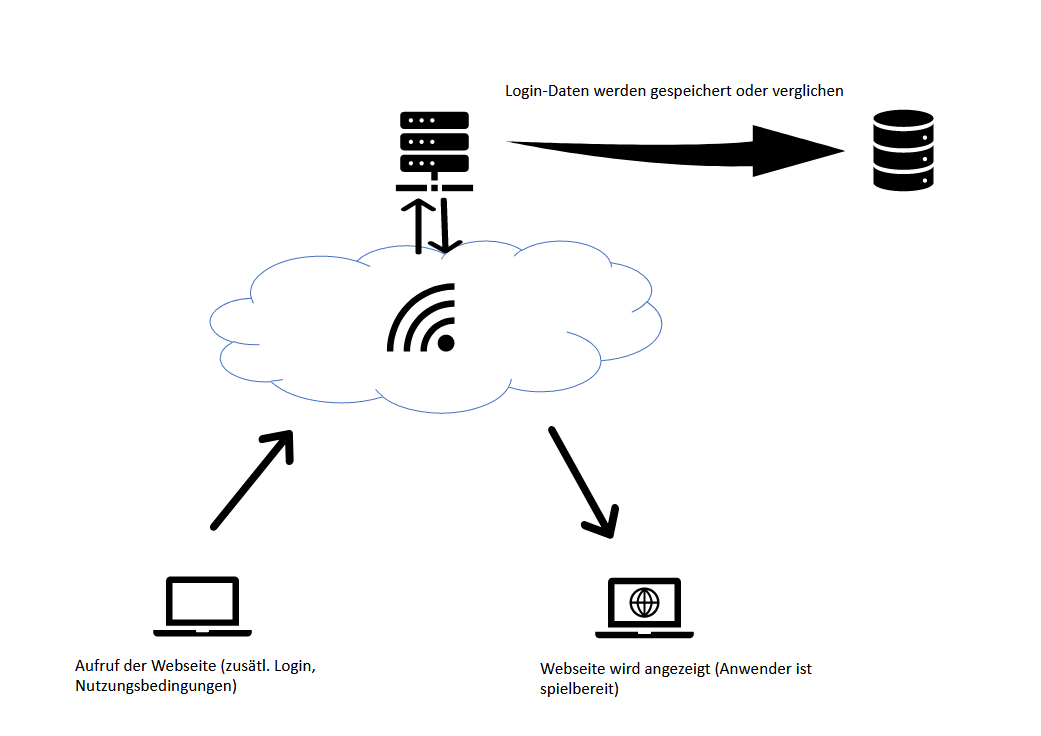 Login-Daten werden gespeichert oder verglichen
Aufruf der Webseite (zusätl. Login,
Nutzungsbedingungen)
Webseite wird angezeigt (Anwender ist
spielbereit)